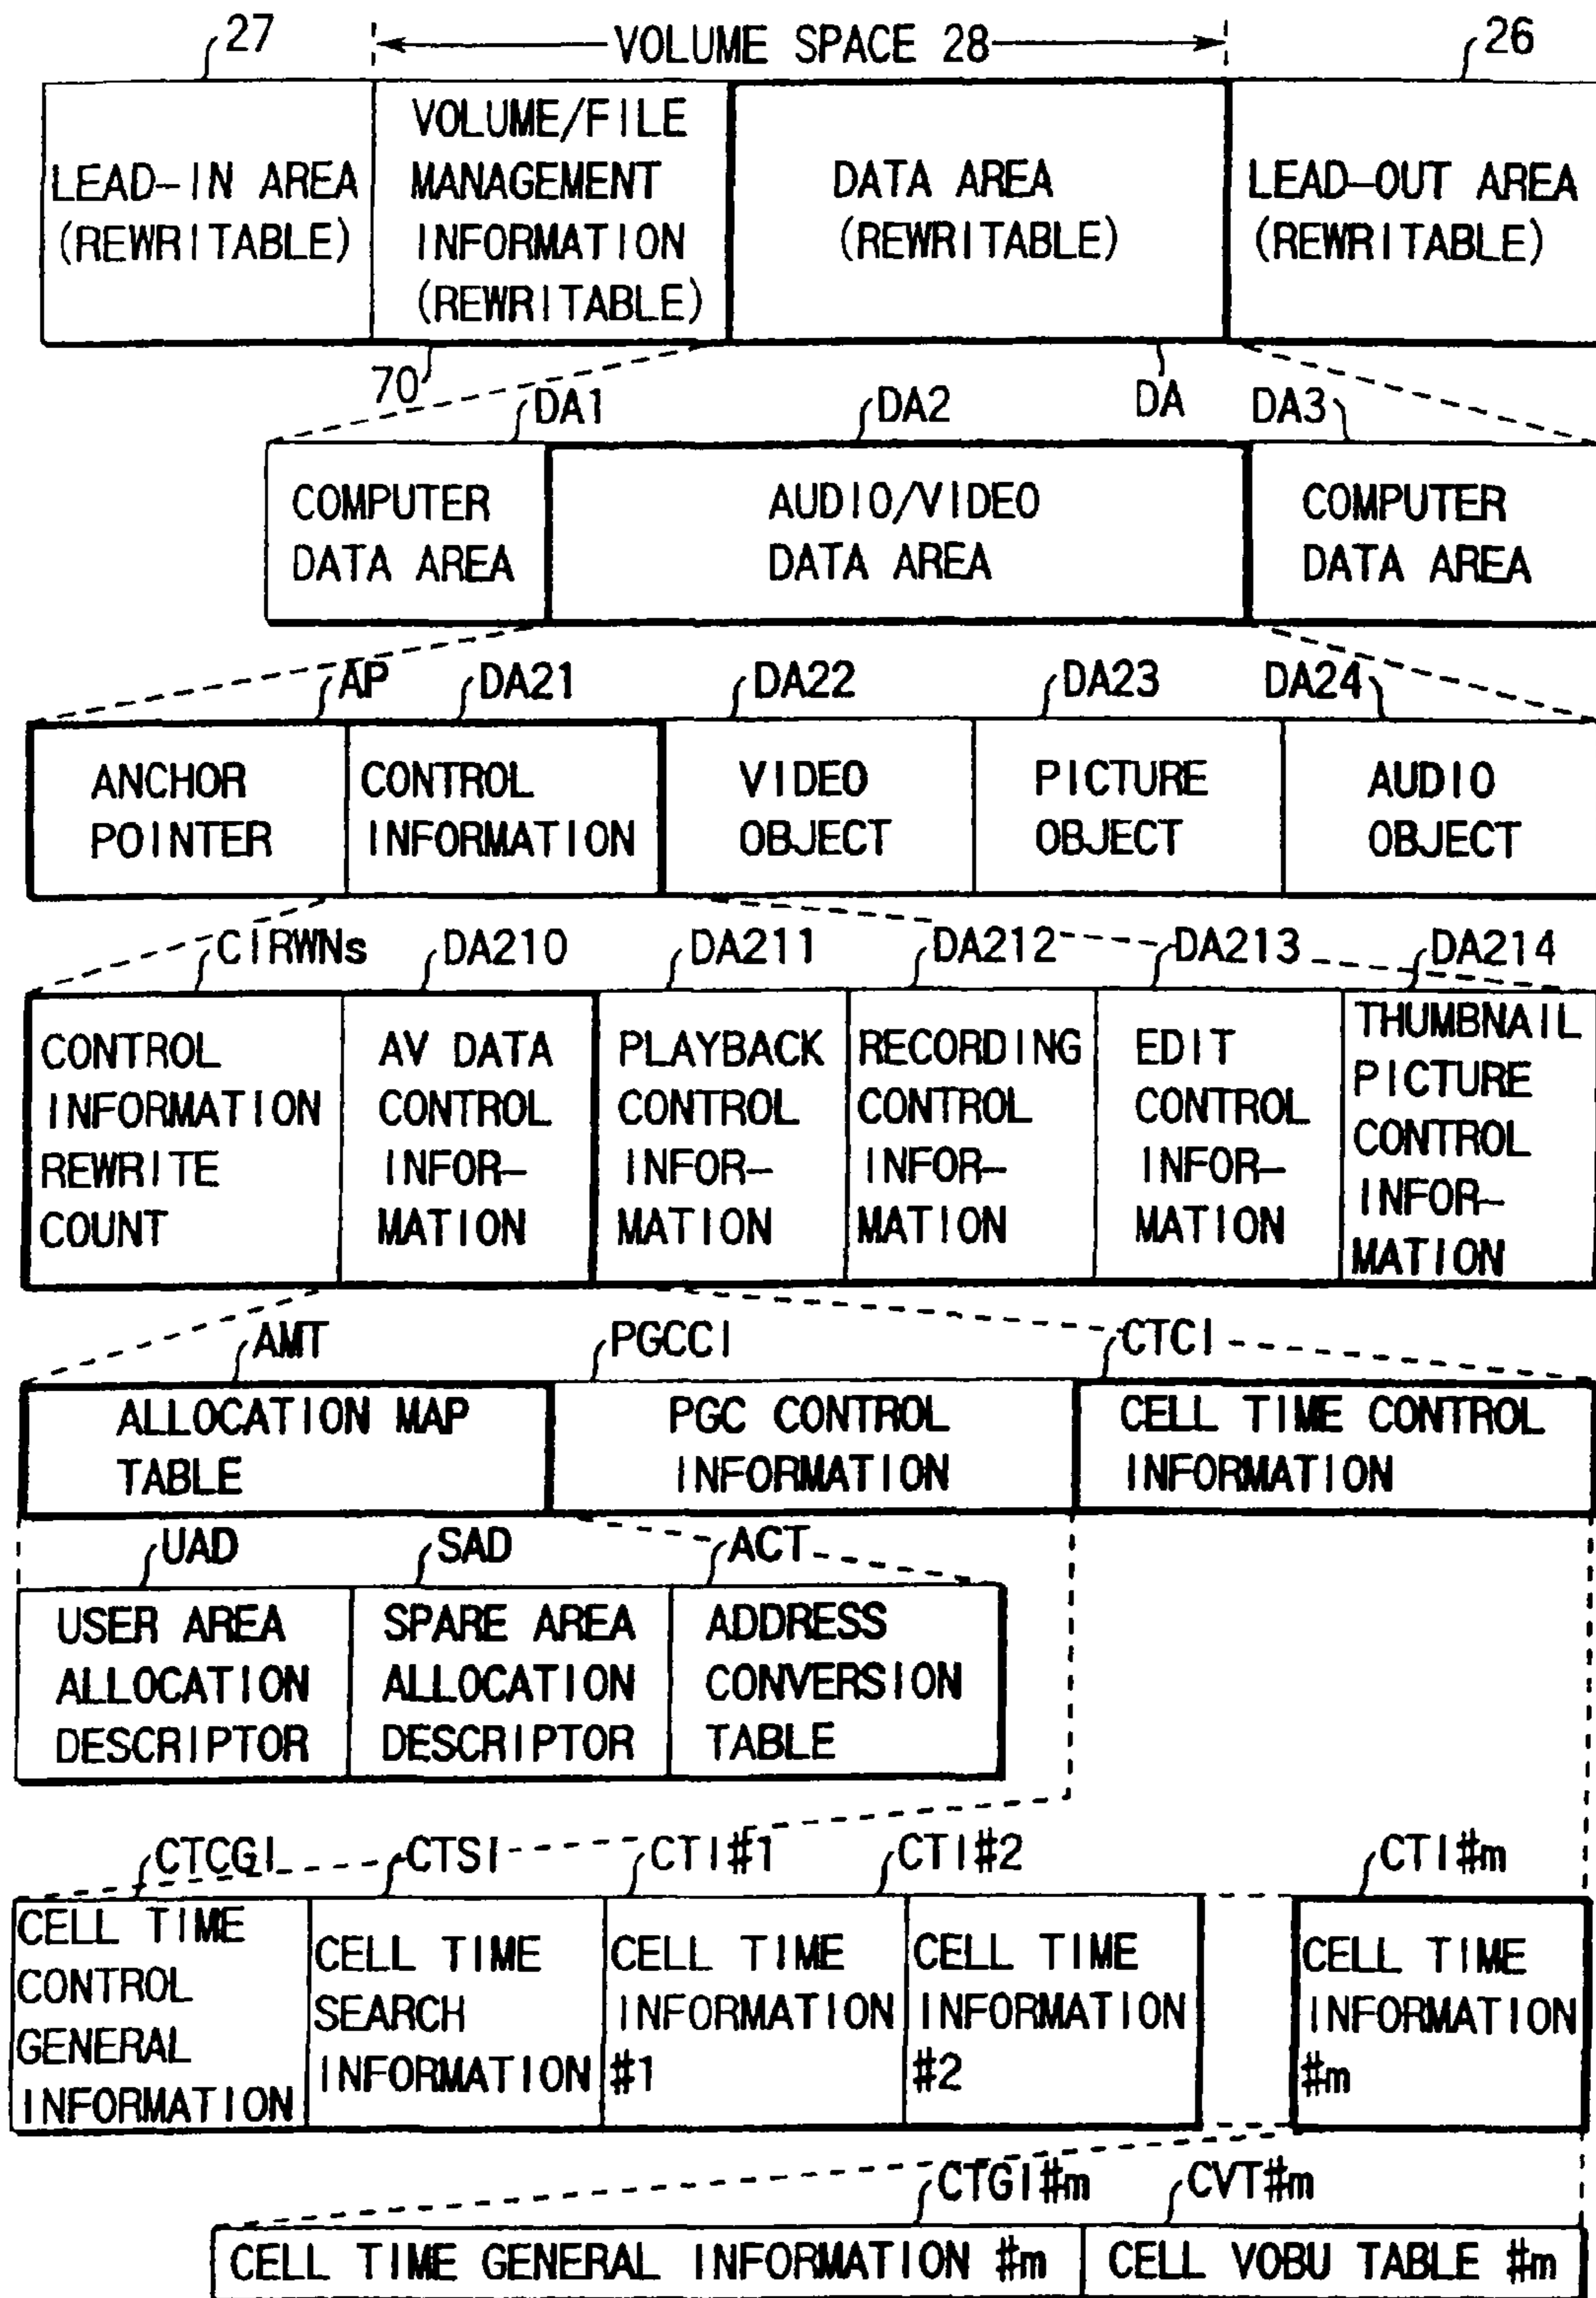 27
VOLUME SPACE 28
26
LEAD-IN AREA
(REWRITABLE)
VOLUME/FILE
MANAGEMENT
INFORMATION
(REWRITABLE)
DATA AREA
(REWRITABLE)
LEAD-OUT AREA
(REWRITABLE)
70
DA1
DA2
DA
DA3
COMPUTER
DATA AREA
AUDIO/VIDEO
DATA AREA
COMPUTER
DATA AREA
AP
DA21
DA22
DA23
DA24
ANCHOR
POINTER
CONTROL
INFORMATION
VIDEO
OBJECT
PICTURE
OBJECT
AUDIO
OBJECT
CIRWNs
DA210
DA211
DA212
DA213
DA214
CONTROL
INFORMATION
REWRITE
COUNT
AV DATA
CONTROL
INFOR-
MATION
PLAYBACK
CONTROL
INFOR-
MATION
RECORDING
CONTROL
INFOR-
MATION
EDIT
CONTROL
INFOR-
MATION
THUMBNAIL
PICTURE
CONTROL
INFOR-
MATION
AMT
PGCCI
CTCI
ALLOCATION MAP
TABLE
PGC CONTROL
INFORMATION
CELL TIME CONTROL
INFORMATION
UAD
SAD
ACT
USER AREA
ALLOCATION
DESCRIPTOR
SPARE AREA
ALLOCATION
DESCRIPTOR
ADDRESS
CONVERSION
TABLE
CTCGI
CTSI
CTI#1
CTI#2
CTI#m
CELL TIME
CONTROL
GENERAL
INFORMATION
CELL TIME
SEARCH
INFORMATION
CELL TIME
INFORMATION
#1
CELL TIME
INFORMATION
#2
CELL TIME
INFORMATION
#m
CTGI#m
CVT#m
CELL TIME GENERAL INFORMATION #m
CELL VOBU TABLE #m